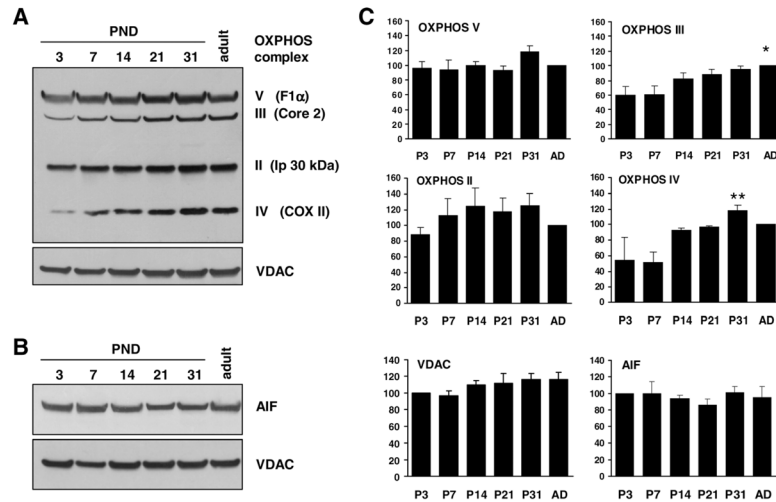 A
PND
adult
OXPHOS complex
3 7 14 21 31
V (F1α)
III (Core 2)
II (Ip 30 kDa)
IV (COX II)
VDAC
B
PND
adult
3 7 14 21 31
AIF
VDAC
C
OXPHOS V
160
140
120
100
80
60
40
20
0
P3 P7 P14 P21 P31 AD
OXPHOS III
*
160
140
120
100
80
60
40
20
0
P3 P7 P14 P21 P31 AD
OXPHOS II
160
140
120
100
80
60
40
20
0
P3 P7 P14 P21 P31 AD
OXPHOS IV
**
160
140
120
100
80
60
40
20
0
P3 P7 P14 P21 P31 AD
VDAC
140
120
100
80
60
40
20
0
P3 P7 P14 P21 P31 AD
AIF
140
120
100
80
60
40
20
0
P3 P7 P14 P21 P31 AD